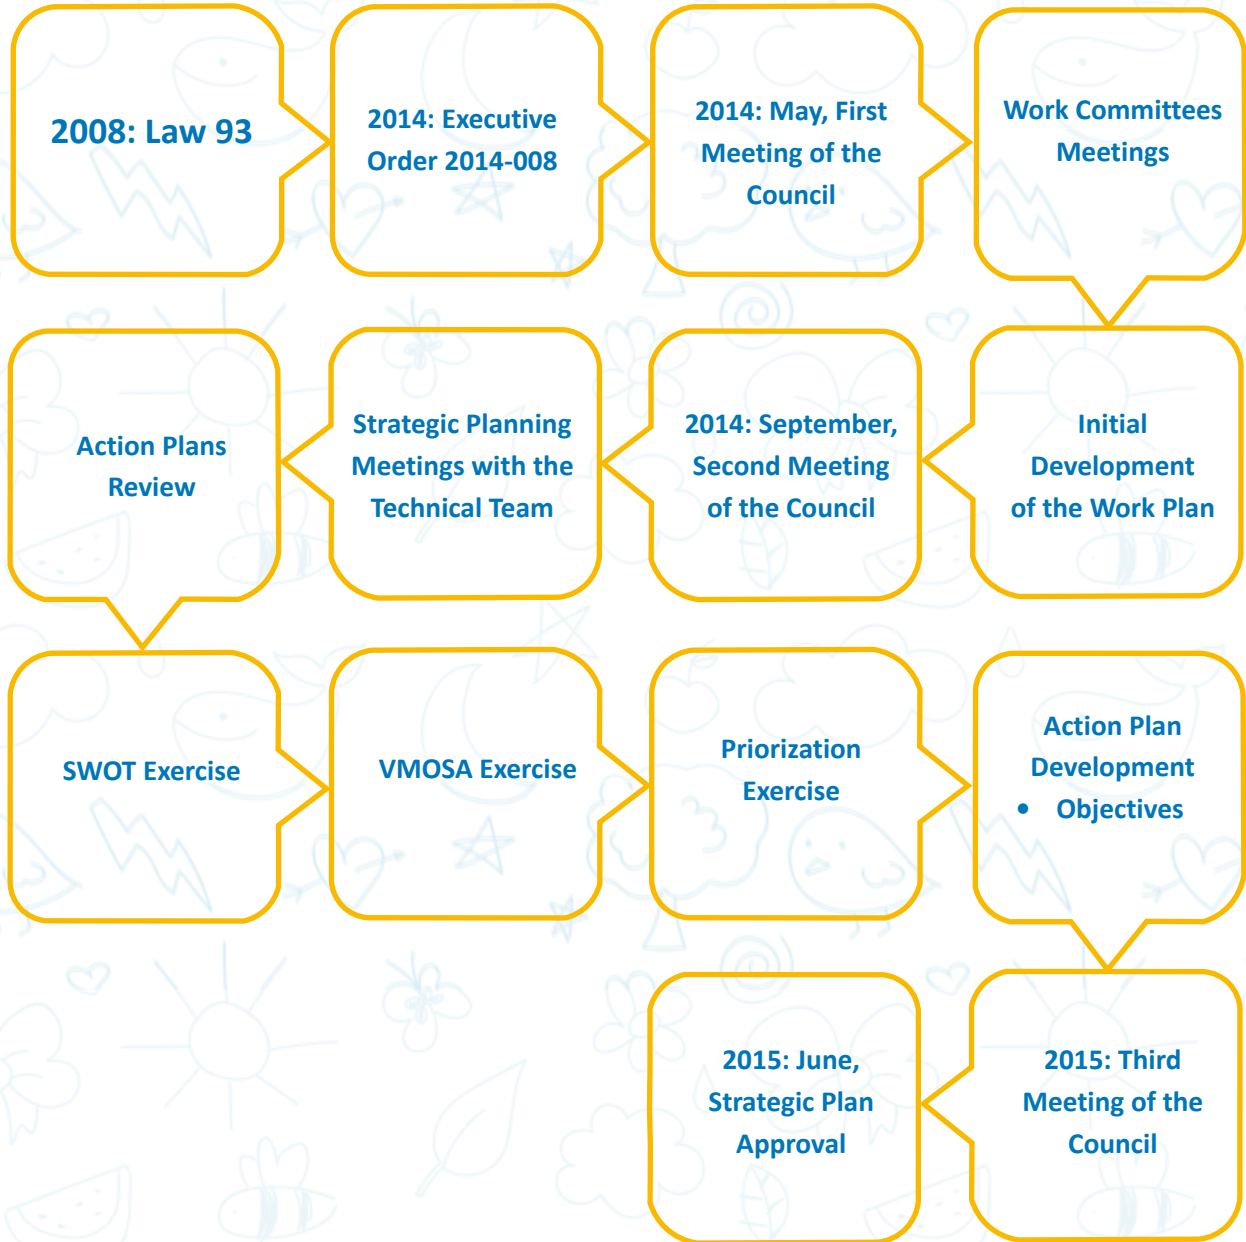 2008: Law 93
2014: Executive
Order 2014-008
2014: May, First
Meeting of the
Council
Work Committees
Meetings
Initial
Development
of the Work Plan
2014: September,
Second Meeting
of the Council
Strategic Planning
Meetings with the
Technical Team
Action Plans
Review
SWOT Exercise
VMOSA Exercise
Priorization
Exercise
Action Plan
Development
• Objectives
2015: Third
Meeting of the
Council
2015: June,
Strategic Plan
Approval